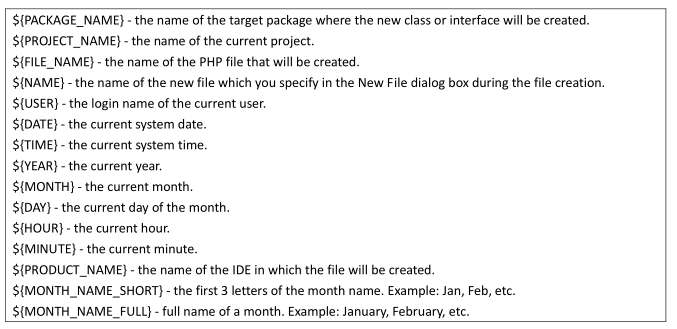 ${PACKAGE_NAME} - the name of the target package where the new class or interface will be created.
${PROJECT_NAME} - the name of the current project.
${FILE_NAME} - the name of the PHP file that will be created.
${NAME} - the name of the new file which you specify in the New File dialog box during the file creation.
${USER} - the login name of the current user.
${DATE} - the current system date.
${TIME} - the current system time.
${YEAR} - the current year.
${MONTH} - the current month.
${DAY} - the current day of the month.
${HOUR} - the current hour.
${MINUTE} - the current minute.
${PRODUCT_NAME} - the name of the IDE in which the file will be created.
${MONTH_NAME_SHORT} - the first 3 letters of the month name. Example: Jan, Feb, etc.
${MONTH_NAME_FULL} - full name of a month. Example: January, February, etc.